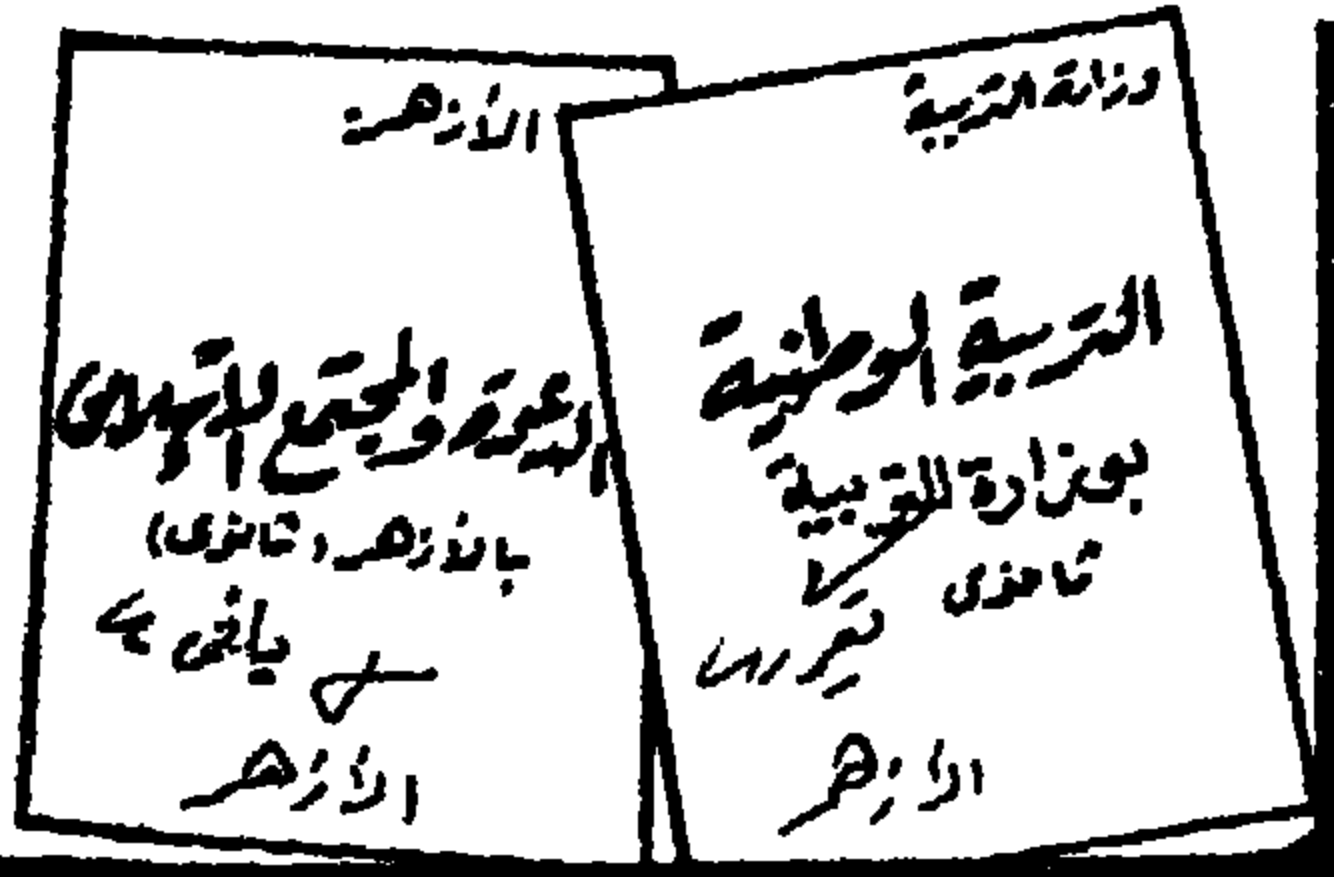 وزارة التربية
التربية الوطنية
بوزارة التربية
ثانوى
الأزهر
الأزهر
الدعوة والمجتمع الإسلامى
بالأزهر (ثانوى)
الأزهر